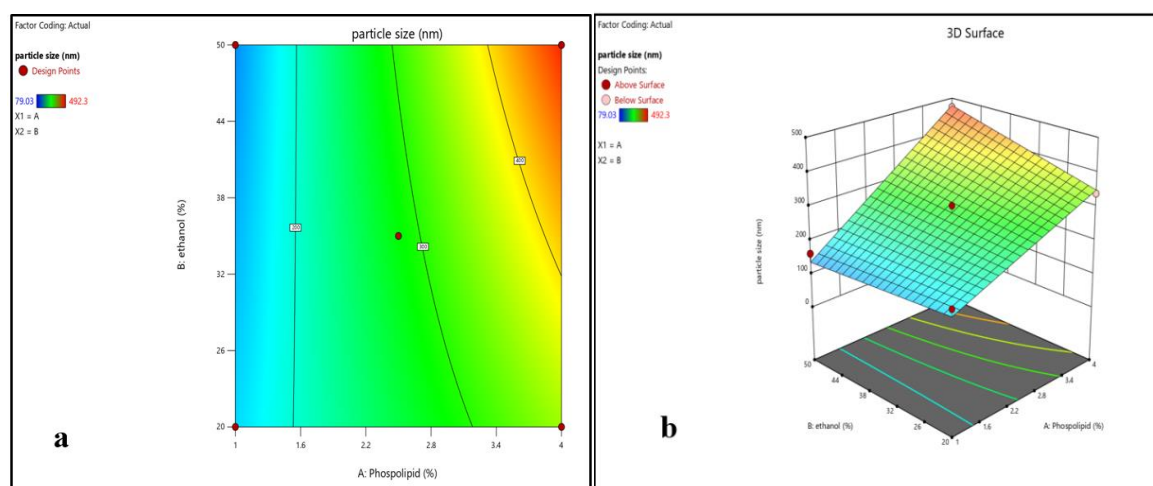 Factor Coding: Actual
particle size (nm)
Design Points
79.03 492.3
X1 = A
X2 = B
particle size (nm)
50
44
38
32
26
20
B: ethanol (%)
200
300
400
1 1.6 2.2 2.8 3.4 4
A: Phospolipid (%)
a
Factor Coding: Actual
3D Surface
particle size (nm)
Design Points:
Above Surface
Below Surface
79.03 492.3
X1 = A
X2 = B
500
400
300
200
100
0
particle size (nm)
50
44
38
32
26
20
B: ethanol (%)
1
1.6
2.2
2.8
3.4
4
A: Phospolipid (%)
b